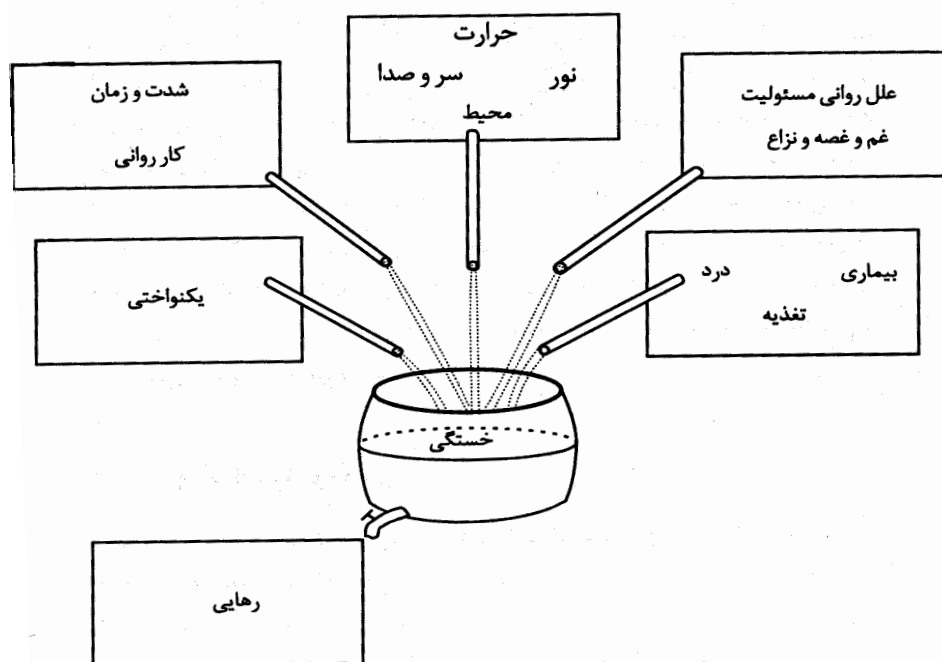 حرارت
نور سر و صدا
محیط
علل روانی مسئولیت
غم و غصه و نزاع
شدت و زمان
کار روانی
بیماری درد
تغذیه
یکنواختی
خستگی
رهایی